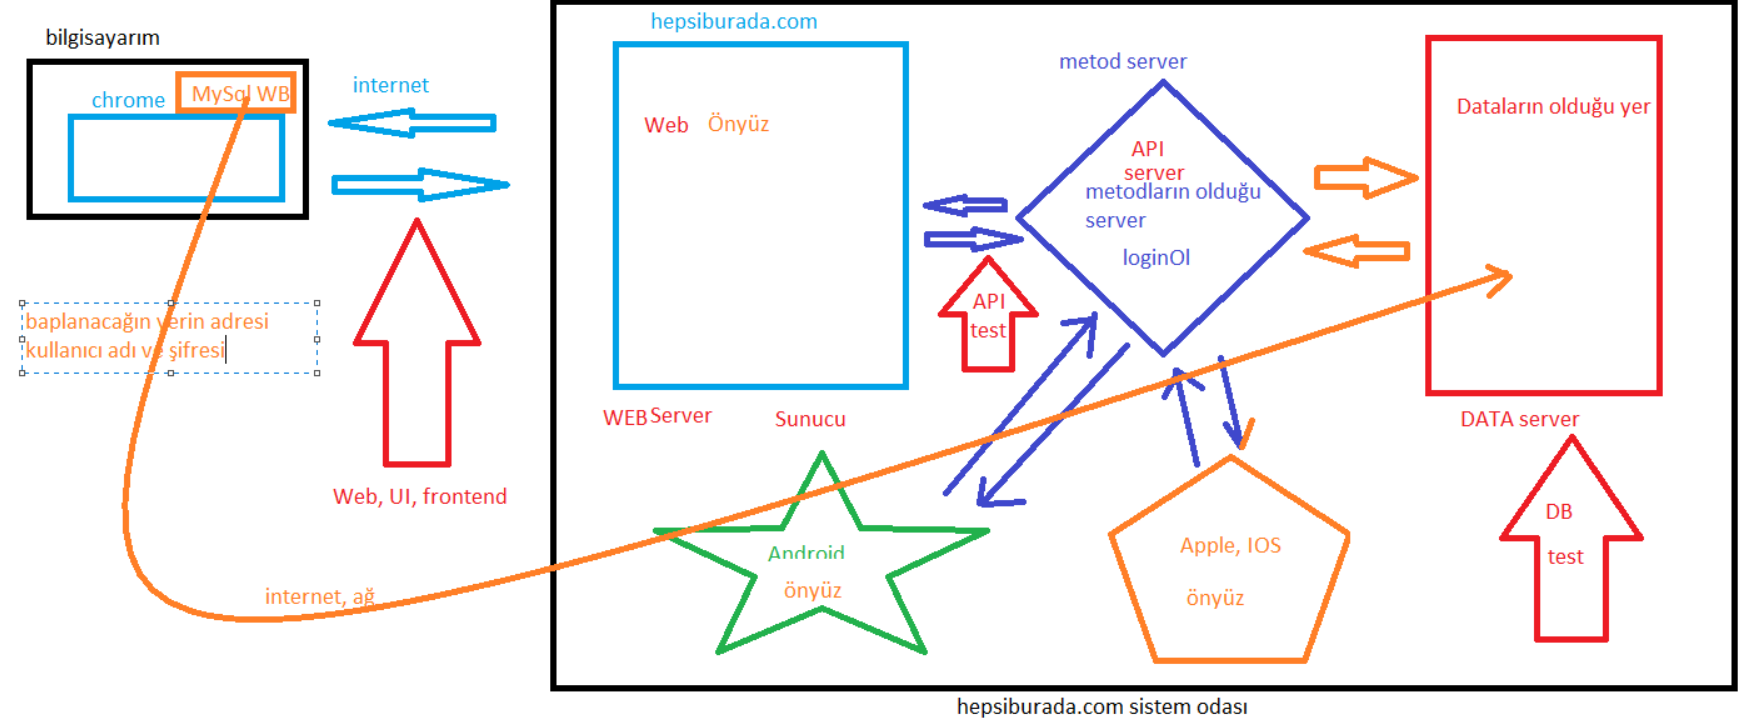 bilgisayarım
chrome
MySql WB
internet
baplanacağın yerin adresi
kullanıcı adı ve şifresi
Web, UI, frontend
internet, ağ
hepsiburada.com
Web Önyüz
WEB Server
Sunucu
metod server
API
server
metodların olduğu
server
loginOl
API
test
Dataların olduğu yer
DATA server
DB
test
Android
önyüz
Apple, IOS
önyüz
hepsiburada.com sistem odası